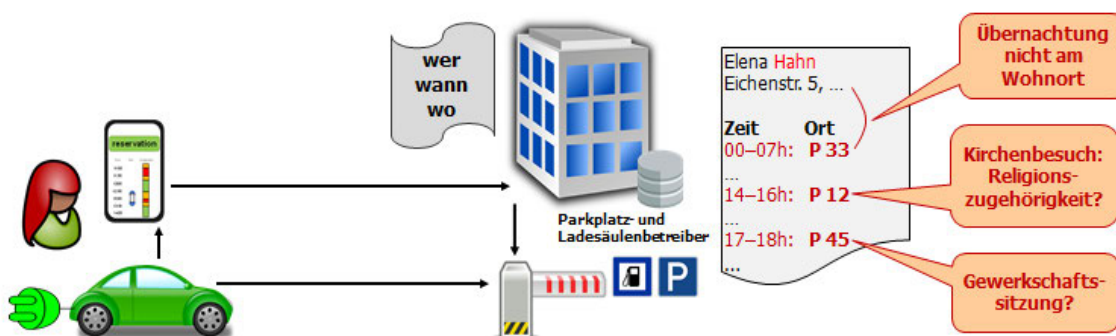 wer
wann
wo
reservation
Parkplatz- und
Ladesäulenbetreiber
P
Elena Hahn
Eichenstr. 5, ...
Zeit Ort
00–07h: P 33
...
14–16h: P 12
...
17–18h: P 45
...
Übernachtung
nicht am
Wohnort
Kirchenbesuch:
Religions-
zugehörigkeit?
Gewerkschafts-
sitzung?